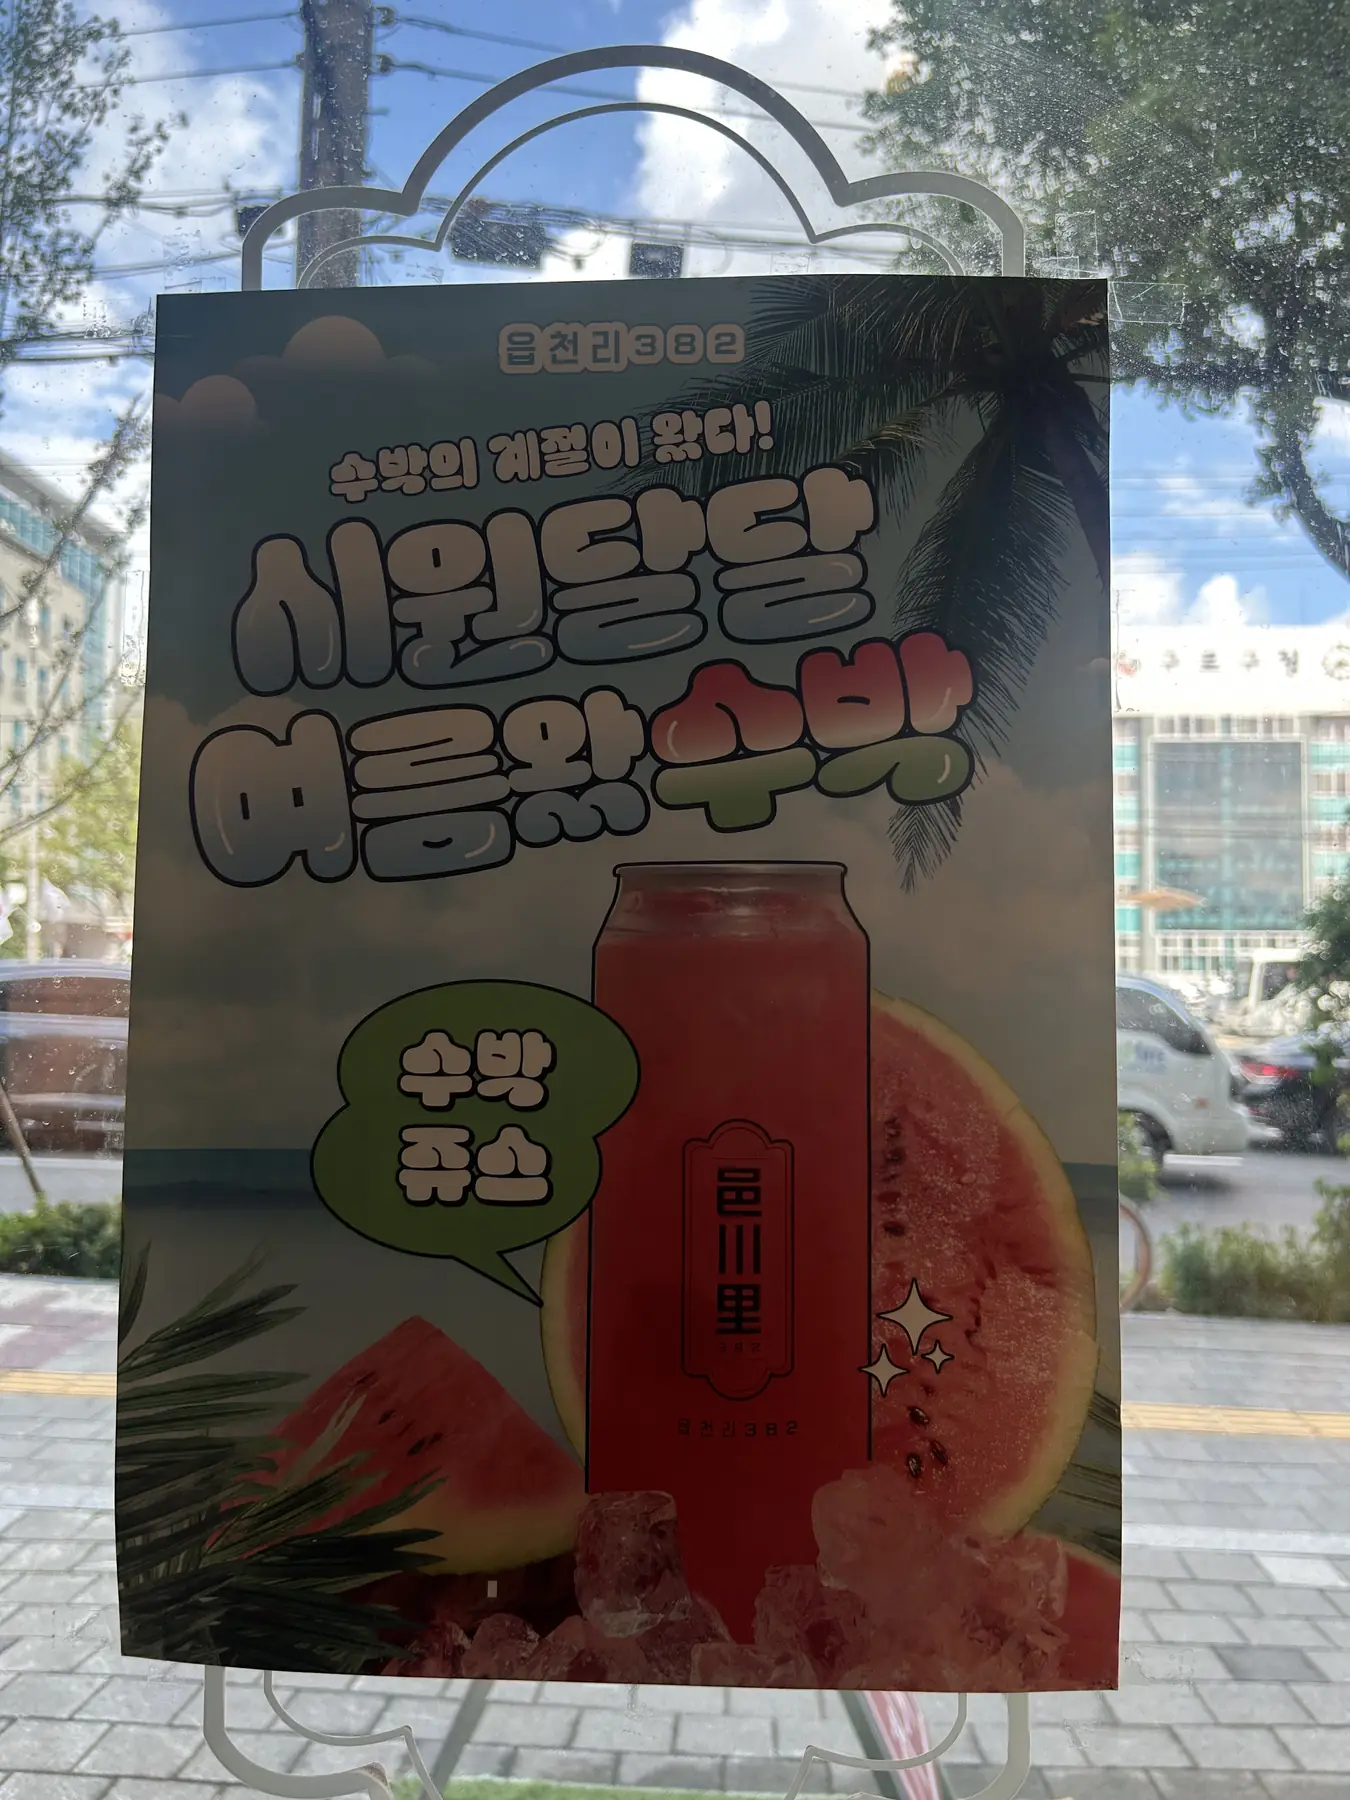 읍천리382
수박의 계절이 왔다!
시원달달
여름왔수박
수박
쥬스
邑川里
382
읍천리382